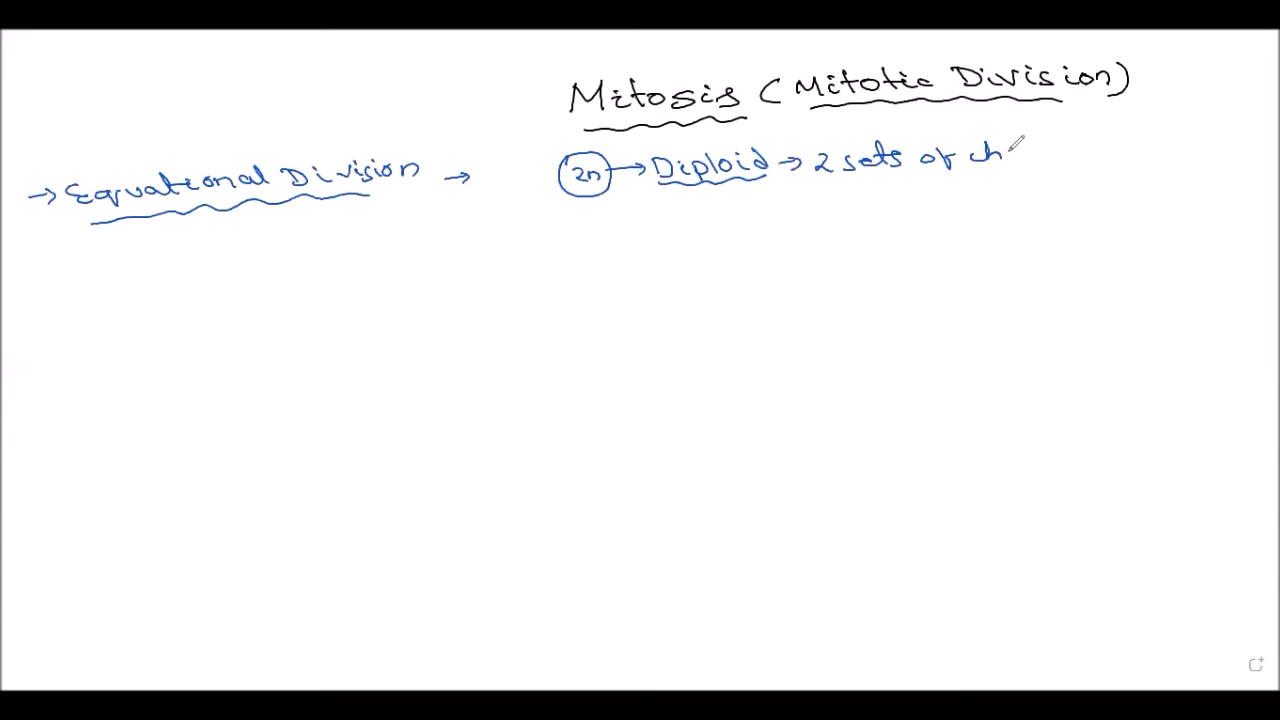 Mitosis (Mitotic Division)
→ Equational Division → 2n → Diploid → 2 sets of ch